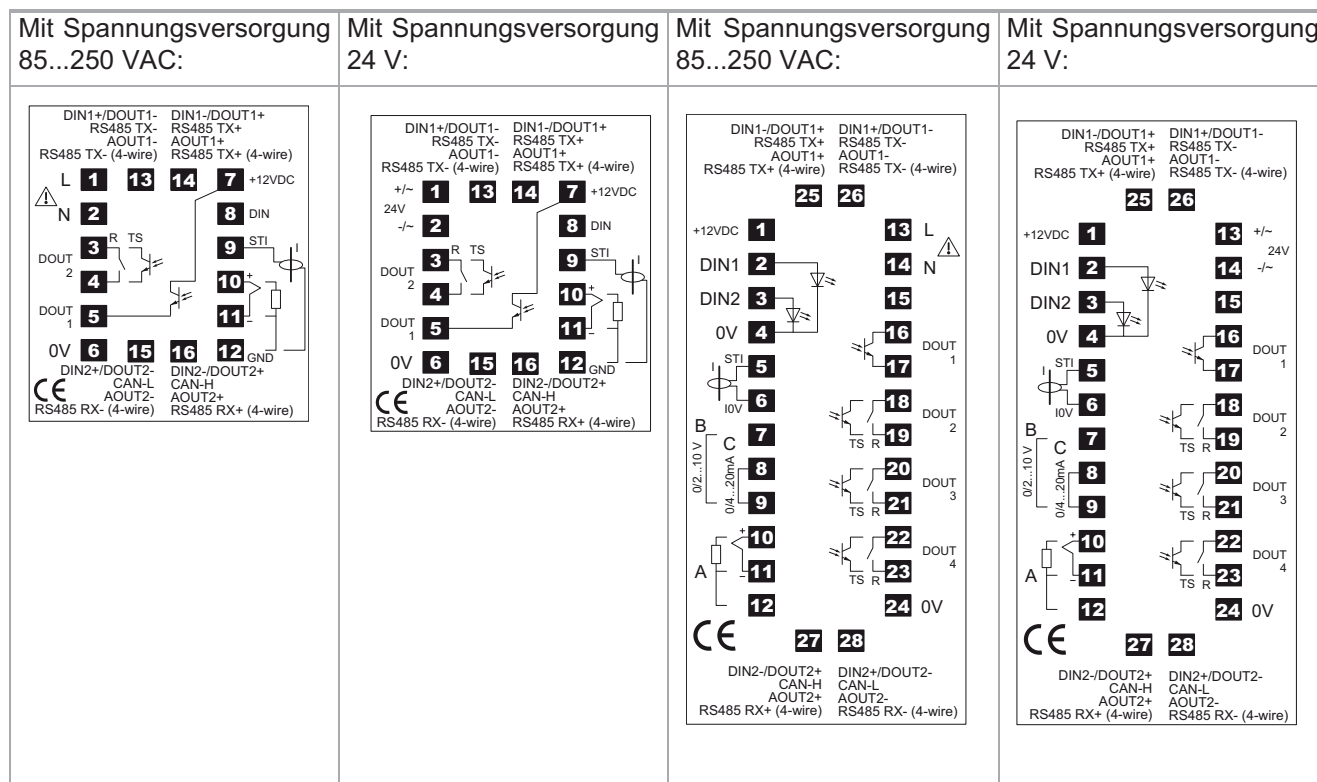 Mit Spannungsversorgung
85...250 VAC:
Mit Spannungsversorgung
24 V:
Mit Spannungsversorgung
85...250 VAC:
Mit Spannungsversorgung
24 V:
DIN1+/DOUT1- DIN1-/DOUT1+
RS485 TX- RS485 TX+
AOUT1- AOUT1+
RS485 TX- (4-wire) RS485 TX+ (4-wire)
L 1 13 14 7 +12VDC
N 2 8 DIN
3 R TS 9 STI I
DOUT
2
4 10 +
DOUT
1
5 11 -
0V 6 15 16 12 GND
DIN2+/DOUT2- DIN2-/DOUT2+
CE CAN-L CAN-H
AOUT2- AOUT2+
RS485 RX- (4-wire) RS485 RX+ (4-wire)
DIN1+/DOUT1- DIN1-/DOUT1+
RS485 TX- RS485 TX+
AOUT1- AOUT1+
RS485 TX- (4-wire) RS485 TX+ (4-wire)
+/~ 1 13 14 7 +12VDC
24V
-/~ 2 8 DIN
3 R TS 9 STI I
DOUT
2
4 10 +
DOUT
1
5 11 -
0V 6 15 16 12 GND
DIN2+/DOUT2- DIN2-/DOUT2+
CE CAN-L CAN-H
AOUT2- AOUT2+
RS485 RX- (4-wire) RS485 RX+ (4-wire)
DIN1-/DOUT1+ DIN1+/DOUT1-
RS485 TX+ RS485 TX-
AOUT1+ AOUT1-
RS485 TX+ (4-wire) RS485 TX- (4-wire)
25 26
+12VDC 1 13 L
DIN1 2 14 N
DIN2 3 15
0V 4 16
DOUT
1
I STI 5 17
I0V 6 18
DOUT
2
B 7 TS R 19
0/2...10 V C 8 20
DOUT
3
0/4...20mA 9 TS R 21
+ 10 22
DOUT
4
A - 11 TS R 23
12 24 0V
CE 27 28
DIN2-/DOUT2+ DIN2+/DOUT2-
CAN-H CAN-L
AOUT2+ AOUT2-
RS485 RX+ (4-wire) RS485 RX- (4-wire)
DIN1-/DOUT1+ DIN1+/DOUT1-
RS485 TX+ RS485 TX-
AOUT1+ AOUT1-
RS485 TX+ (4-wire) RS485 TX- (4-wire)
25 26
+12VDC 1 13 +/~
24V
DIN1 2 14 -/~
DIN2 3 15
0V 4 16
DOUT
1
I STI 5 17
I0V 6 18
DOUT
2
B 7 TS R 19
0/2...10 V C 8 20
DOUT
3
0/4...20mA 9 TS R 21
+ 10 22
DOUT
4
A - 11 TS R 23
12 24 0V
CE 27 28
DIN2-/DOUT2+ DIN2+/DOUT2-
CAN-H CAN-L
AOUT2+ AOUT2-
RS485 RX+ (4-wire) RS485 RX- (4-wire)